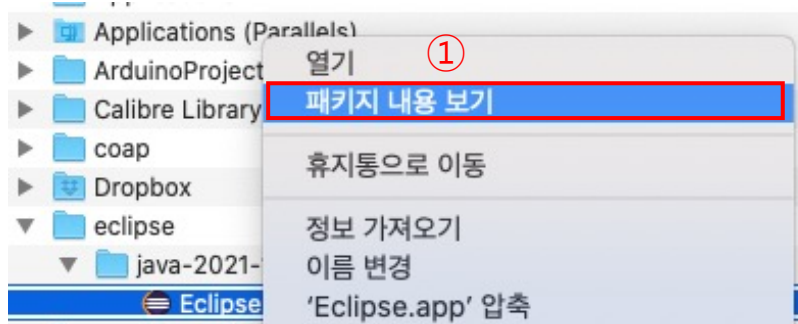 Applications (Parallels)
ArduinoProject
Calibre Library
coap
Dropbox
eclipse
java-2021-
Eclipse
①
열기
패키지 내용 보기
휴지통으로 이동
정보 가져오기
이름 변경
‘Eclipse.app’ 압축